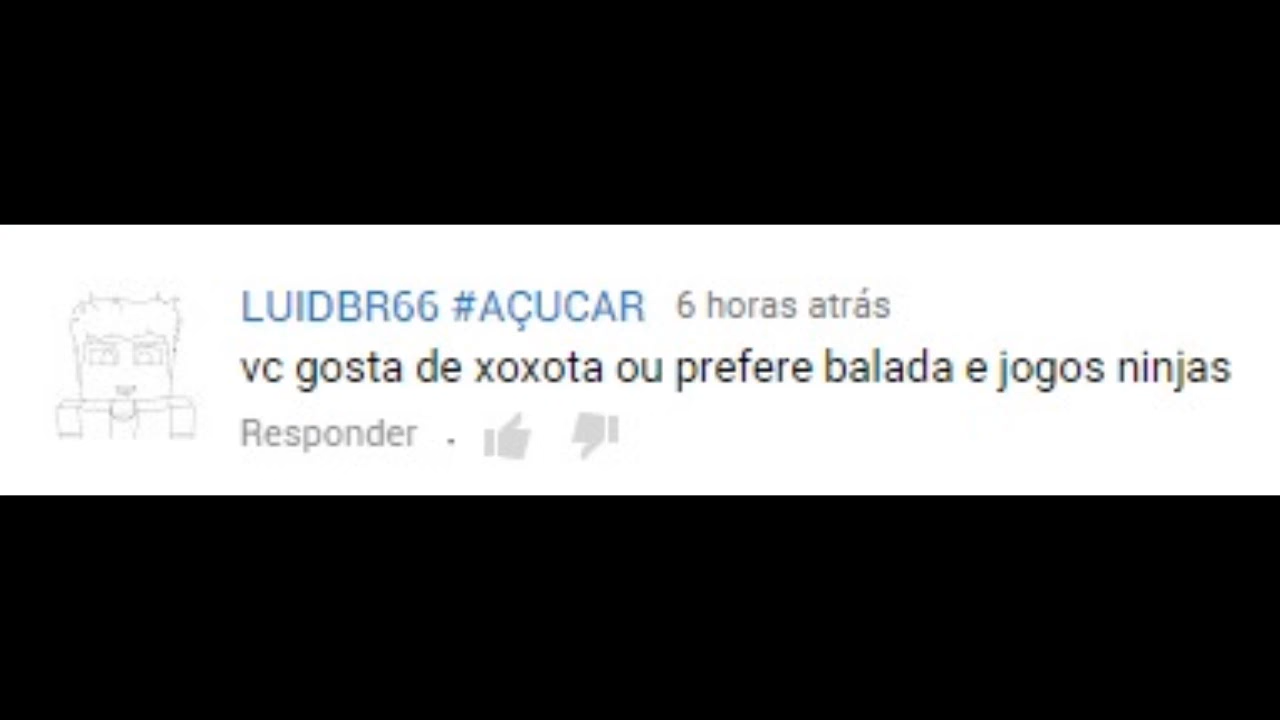 LUIDBR66 #AÇUCAR 6 horas atrás
vc gosta de xoxota ou prefere balada e jogos ninjas
Responder .